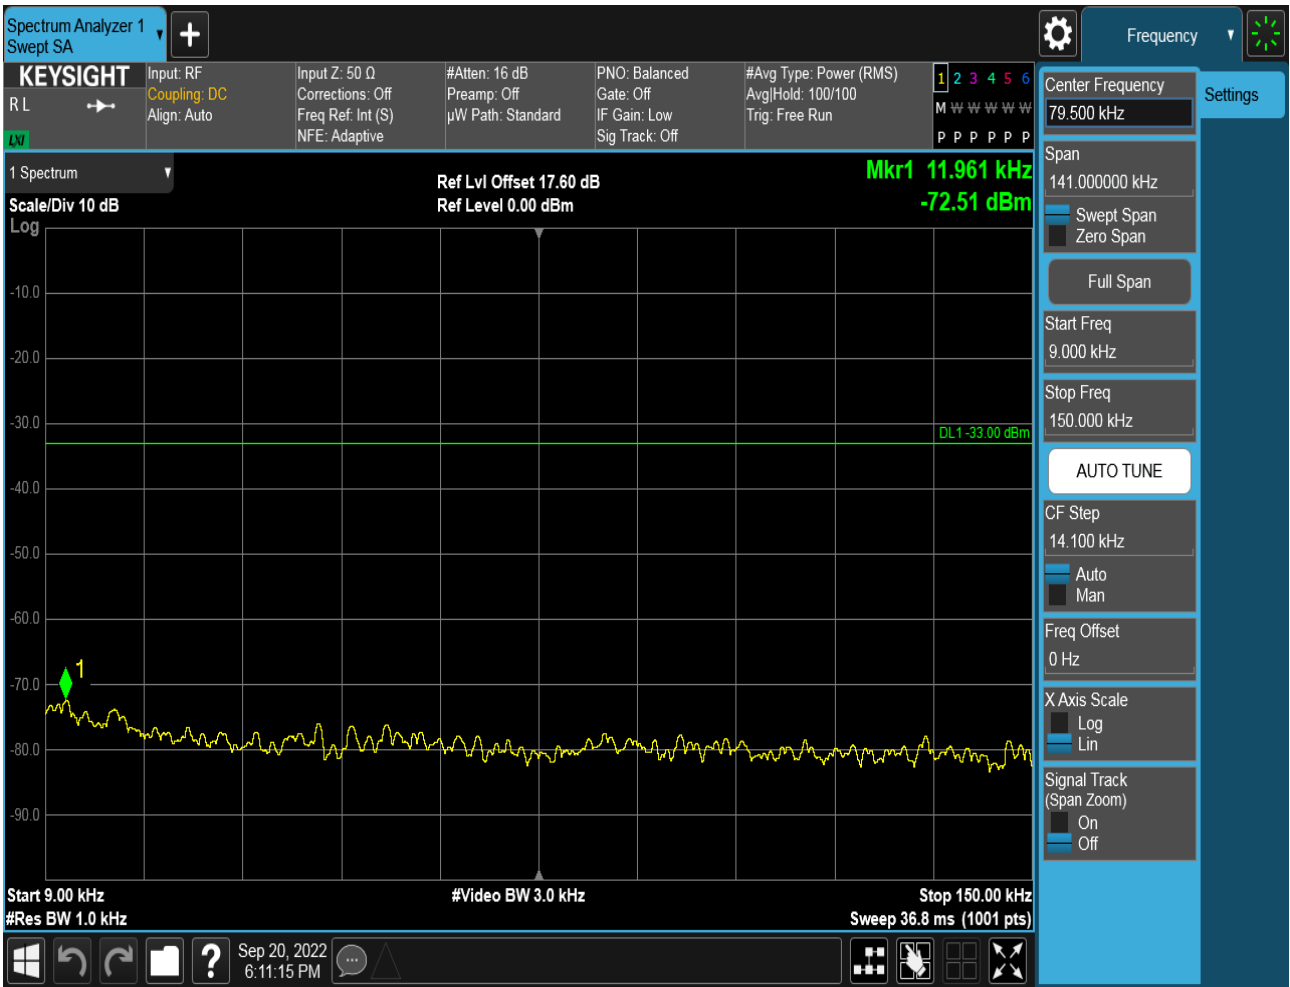 Spectrum Analyzer 1
Swept SA
Frequency
KEYSIGHT
R L
LXI
Input: RF
Coupling: DC
Align: Auto
Input Z: 50 Ω
Corrections: Off
Freq Ref: Int (S)
NFE: Adaptive
#Atten: 16 dB
Preamp: Off
µW Path: Standard
PNO: Balanced
Gate: Off
IF Gain: Low
Sig Track: Off
#Avg Type: Power (RMS)
Avg|Hold: 100/100
Trig: Free Run
1 2 3 4 5 6
M W W W W W
P P P P P P
1 Spectrum
Scale/Div 10 dB
Log
Ref Lvl Offset 17.60 dB
Ref Level 0.00 dBm
Mkr1 11.961 kHz
-72.51 dBm
-10.0
-20.0
-30.0
DL1 -33.00 dBm
-40.0
-50.0
-60.0
1
-70.0
-80.0
-90.0
Start 9.00 kHz
#Video BW 3.0 kHz
Stop 150.00 kHz
#Res BW 1.0 kHz
Sweep 36.8 ms (1001 pts)
Center Frequency
79.500 kHz
Settings
Span
141.000000 kHz
Swept Span
Zero Span
Full Span
Start Freq
9.000 kHz
Stop Freq
150.000 kHz
AUTO TUNE
CF Step
14.100 kHz
Auto
Man
Freq Offset
0 Hz
X Axis Scale
Log
Lin
Signal Track
(Span Zoom)
On
Off
?
Sep 20, 2022
6:11:15 PM